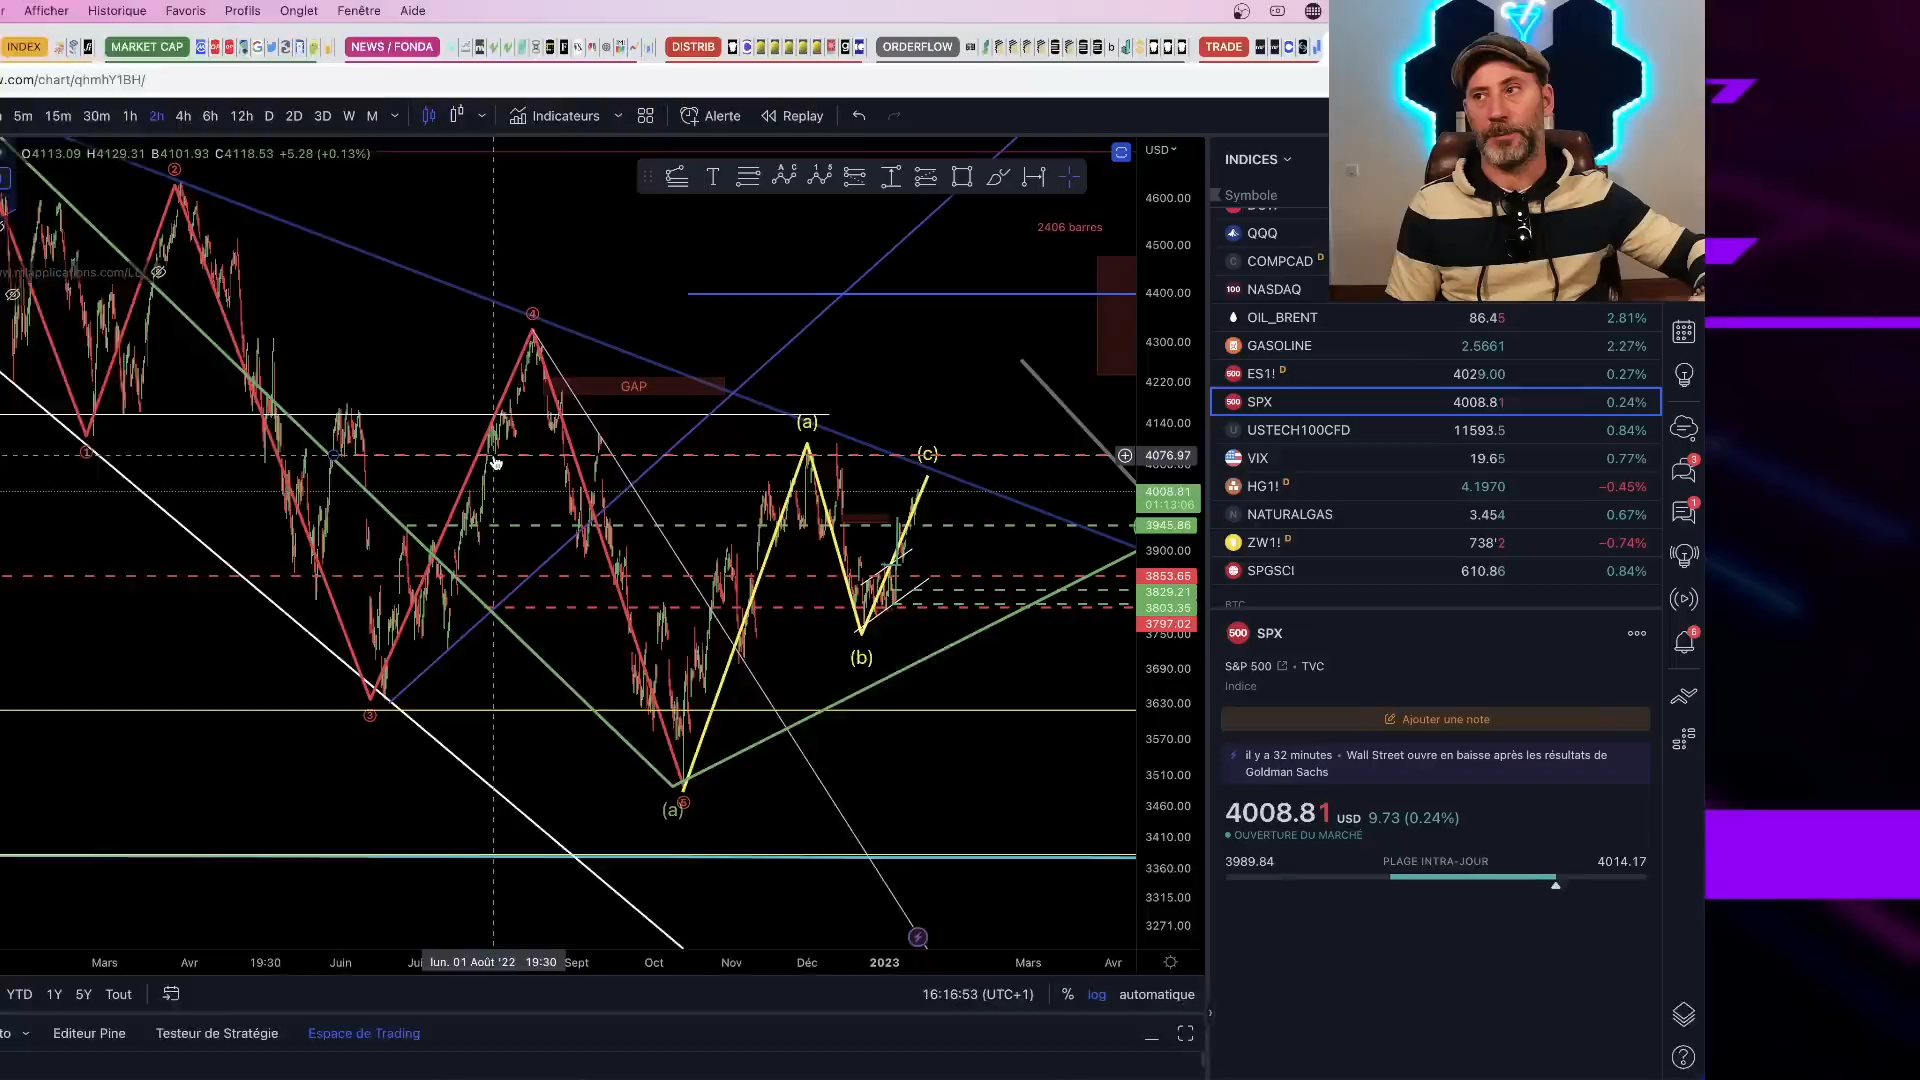 r Afficher Historique Favoris Profils Onglet Fenêtre Aide
INDEX MARKET CAP NEWS / FONDA DISTRIB ORDERFLOW TRADE
w.com/chart/qhmhY1BH/
5m 15m 30m 1h 2h 4h 6h 12h D 2D 3D W M Indicateurs Alerte Replay
O4113.09 H4129.31 B4101.93 C4118.53 +5.28 (+0.13%)
USD
INDICES
Symbole
QQQ
COMPCAD D
NASDAQ
OIL_BRENT 86.45 2.81%
GASOLINE 2.5661 2.27%
ES1! D 4029.00 0.27%
SPX 4008.81 0.24%
USTECH100CFD 11593.5 0.84%
VIX 19.65 0.77%
HG1! D 4.1970 −0.45%
NATURALGAS 3.454 0.67%
ZW1! D 738'2 −0.74%
SPGSCI 610.86 0.84%
BTC
SPX
S&P 500 • TVC
Indice
Ajouter une note
il y a 32 minutes • Wall Street ouvre en baisse après les résultats de
Goldman Sachs
4008.81 USD 9.73 (0.24%)
OUVERTURE DU MARCHÉ
3989.84 PLAGE INTRA-JOUR 4014.17
2406 barres
GAP
1
2
3
4
5
(a)
(a)
(b)
(c)
4600.00
4500.00
4400.00
4300.00
4220.00
4140.00
4076.97
4008.81
01:13:06
3945.86
3900.00
3853.65
3829.21
3803.35
3797.02
3750.00
3690.00
3630.00
3570.00
3510.00
3460.00
3410.00
3360.00
3315.00
3271.00
Mars Avr 19:30 Juin Jui lun. 01 Août '22 19:30 Sept Oct Nov Déc 2023 Mars Avr
YTD 1Y 5Y Tout 16:16:53 (UTC+1) % log automatique
to Editeur Pine Testeur de Stratégie Espace de Trading